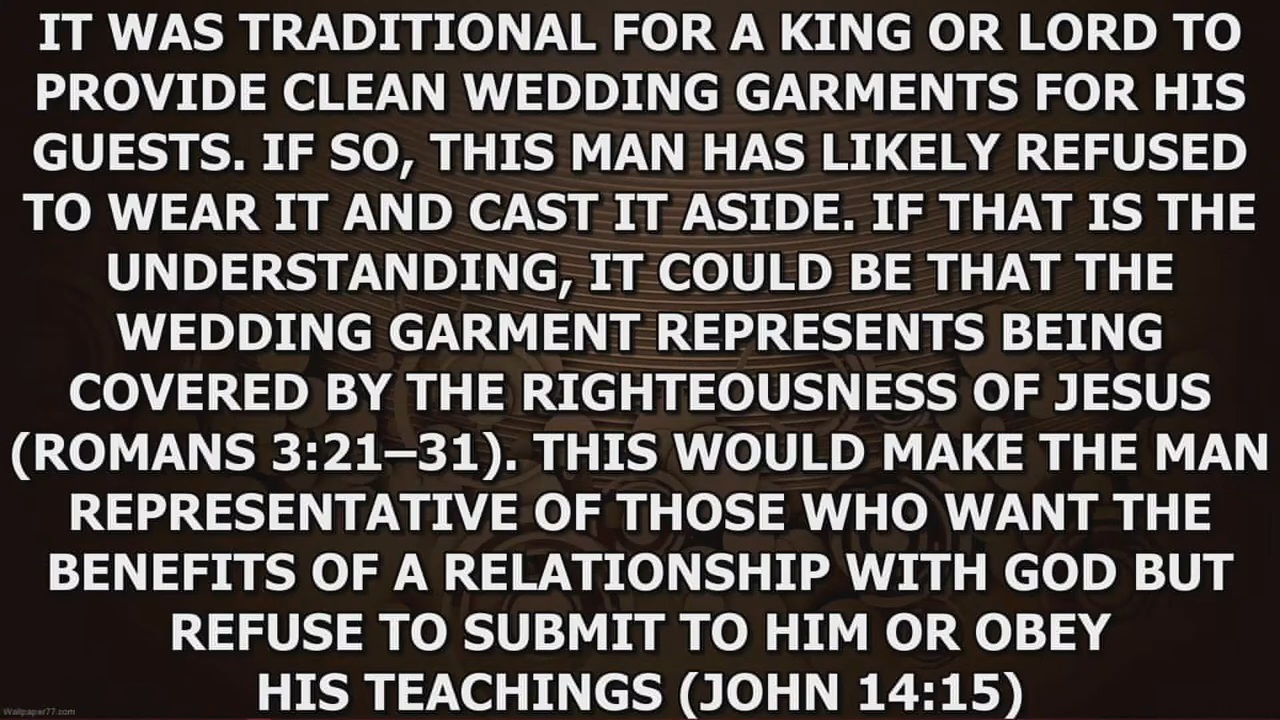 IT WAS TRADITIONAL FOR A KING OR LORD TO
PROVIDE CLEAN WEDDING GARMENTS FOR HIS
GUESTS. IF SO, THIS MAN HAS LIKELY REFUSED
TO WEAR IT AND CAST IT ASIDE. IF THAT IS THE
UNDERSTANDING, IT COULD BE THAT THE
WEDDING GARMENT REPRESENTS BEING
COVERED BY THE RIGHTEOUSNESS OF JESUS
(ROMANS 3:21–31). THIS WOULD MAKE THE MAN
REPRESENTATIVE OF THOSE WHO WANT THE
BENEFITS OF A RELATIONSHIP WITH GOD BUT
REFUSE TO SUBMIT TO HIM OR OBEY
HIS TEACHINGS (JOHN 14:15)
Wallpaper77.com